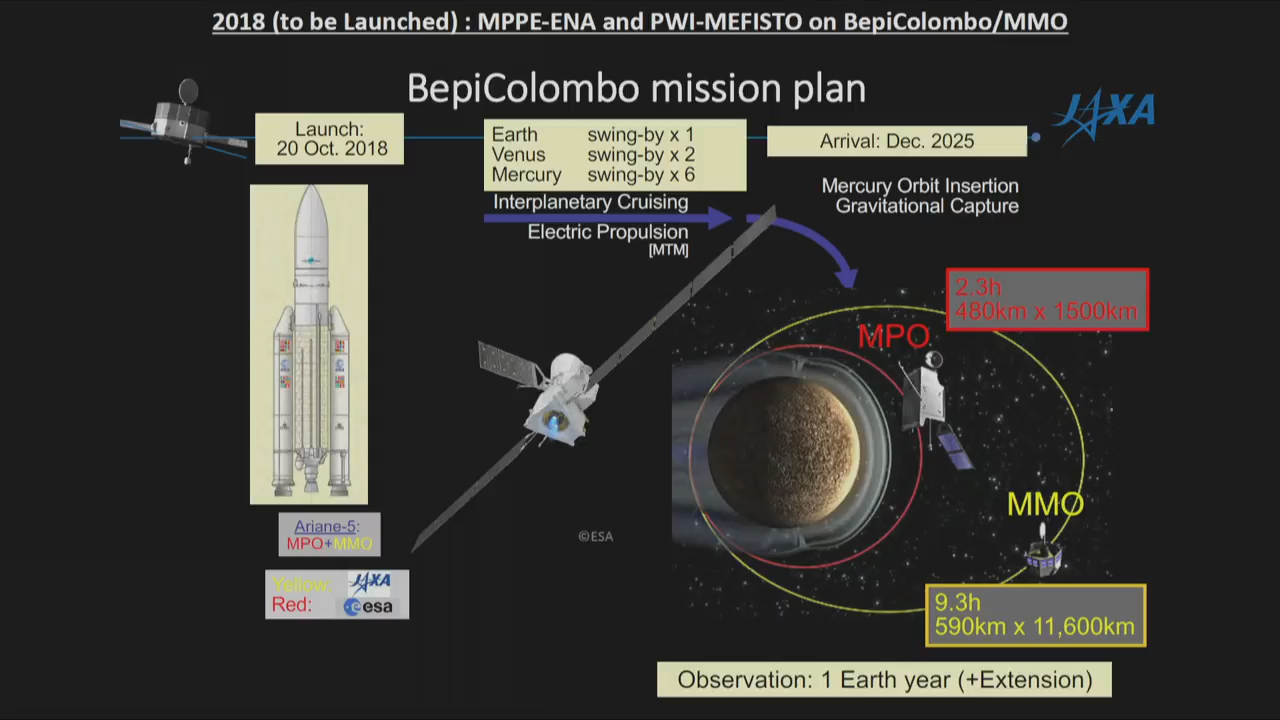 2018 (to be Launched) : MPPE-ENA and PWI-MEFISTO on BepiColombo/MMO
BepiColombo mission plan
JAXA
Launch:
20 Oct. 2018
Earth swing-by x 1
Venus swing-by x 2
Mercury swing-by x 6
Arrival: Dec. 2025
Interplanetary Cruising
Electric Propulsion
[MTM]
Mercury Orbit Insertion
Gravitational Capture
2.3h
480km x 1500km
MPO
MMO
©ESA
Ariane-5:
MPO+MMO
Yellow: JAXA
Red: esa
9.3h
590km x 11,600km
Observation: 1 Earth year (+Extension)